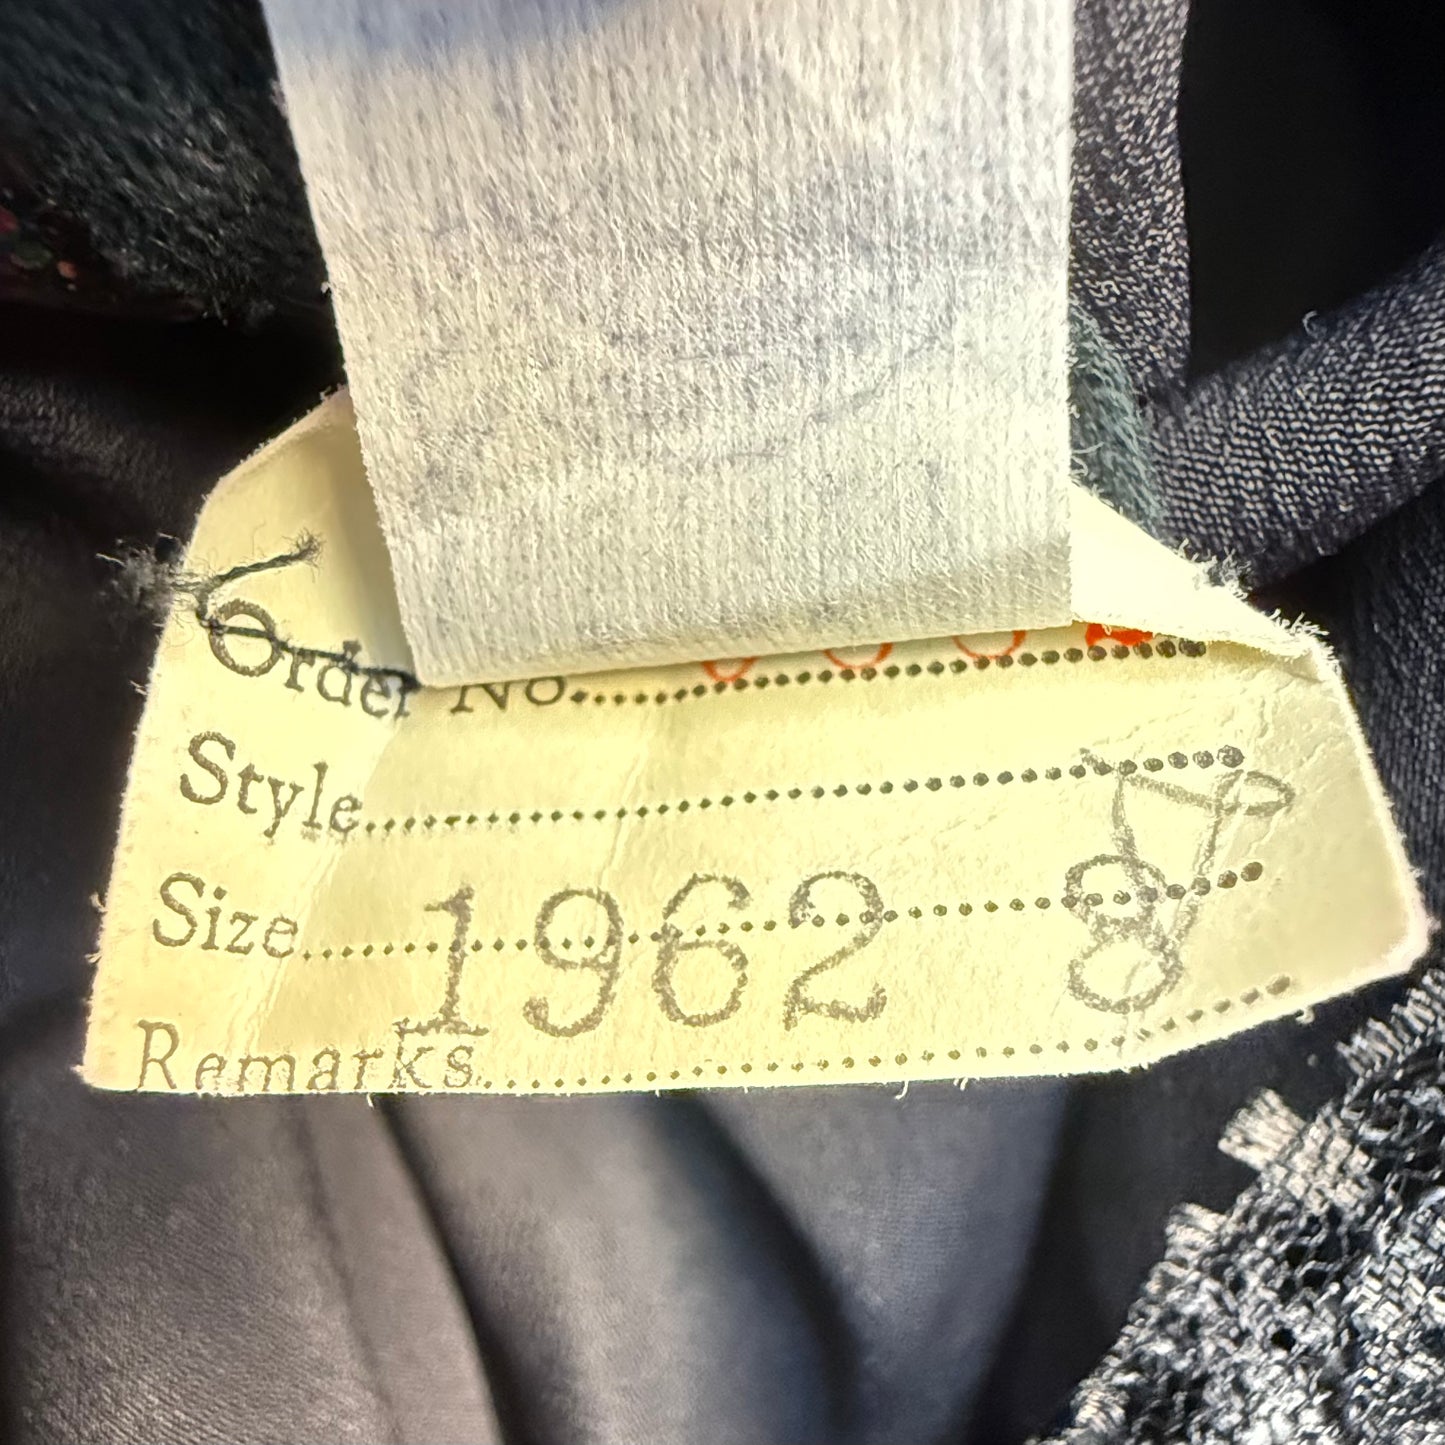 Order No.
Style
Size 1962 8
Remarks